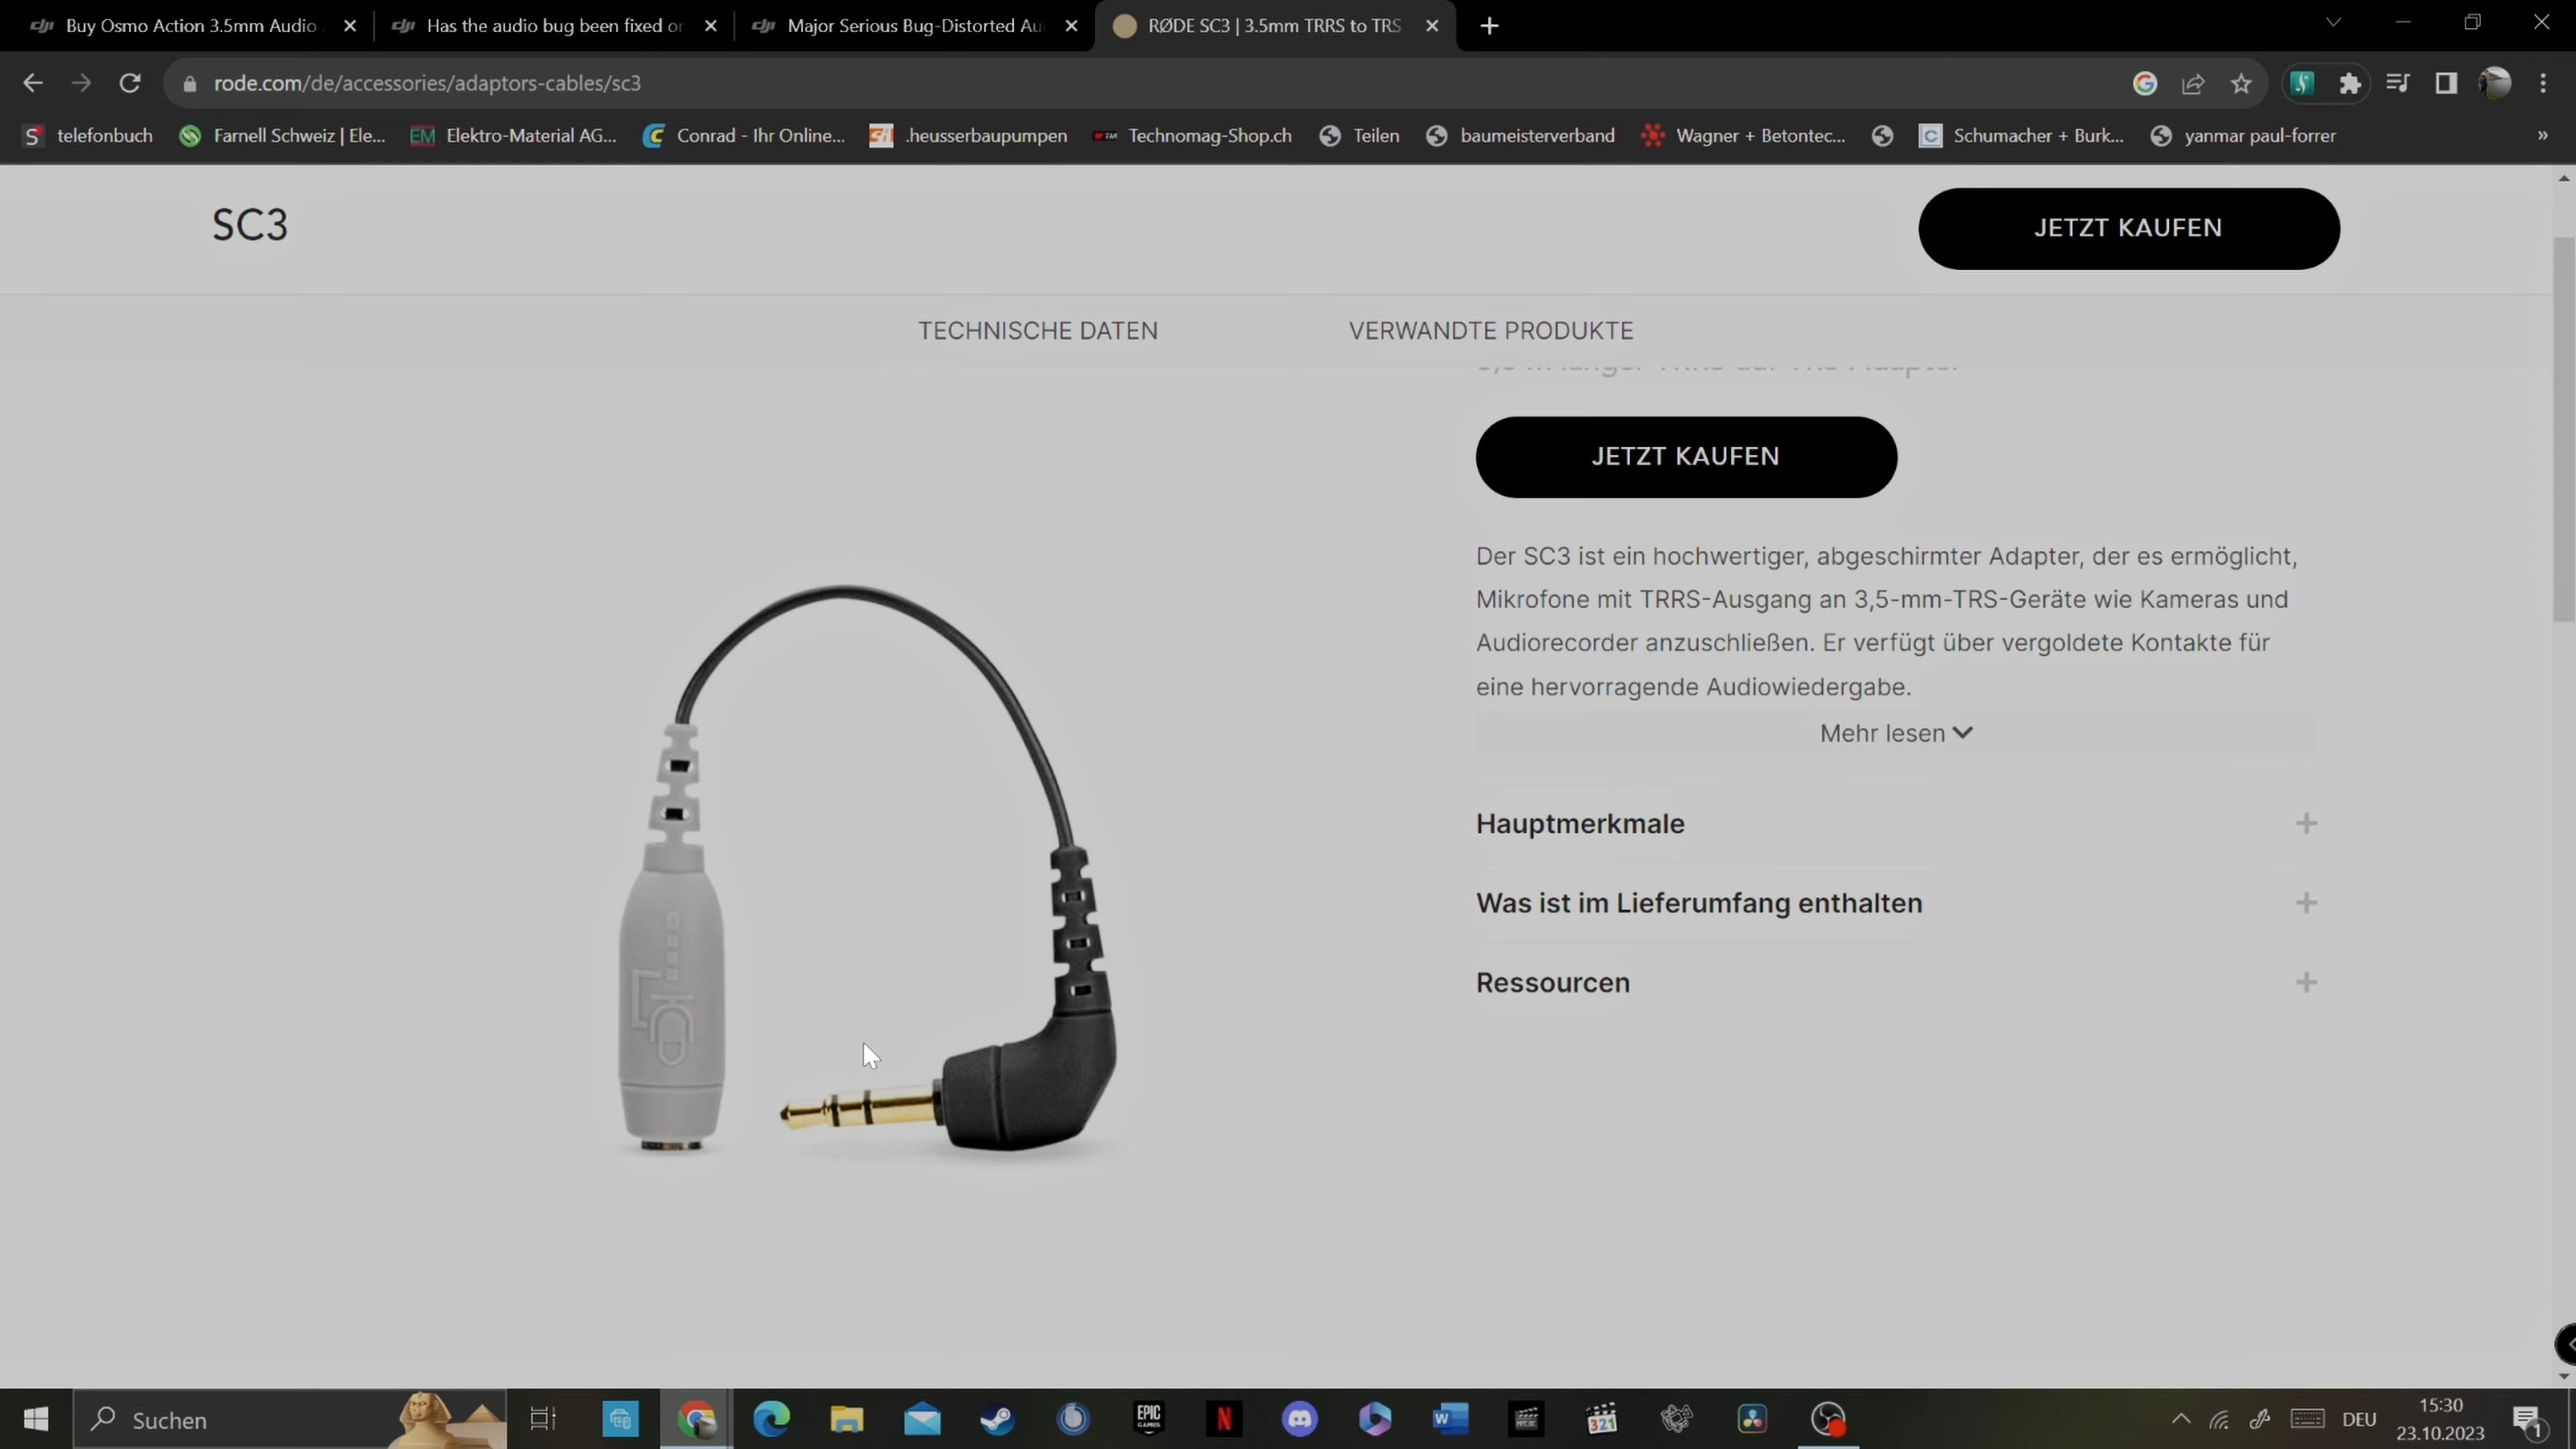 Buy Osmo Action 3.5mm Audio
Has the audio bug been fixed or
Major Serious Bug-Distorted Au
RØDE SC3 | 3.5mm TRRS to TRS
rode.com/de/accessories/adaptors-cables/sc3
telefonbuch
Farnell Schweiz | Ele...
EM Elektro-Material AG...
Conrad - Ihr Online...
.heusserbaupumpen
Technomag-Shop.ch
Teilen
baumeisterverband
Wagner + Betontec...
Schumacher + Burk...
yanmar paul-forrer
SC3
JETZT KAUFEN
TECHNISCHE DATEN
VERWANDTE PRODUKTE
JETZT KAUFEN
Der SC3 ist ein hochwertiger, abgeschirmter Adapter, der es ermöglicht,
Mikrofone mit TRRS-Ausgang an 3,5-mm-TRS-Geräte wie Kameras und
Audiorecorder anzuschließen. Er verfügt über vergoldete Kontakte für
eine hervorragende Audiowiedergabe.
Mehr lesen
Hauptmerkmale
Was ist im Lieferumfang enthalten
Ressourcen
Suchen
EPIC GAMES
321
DEU
15:30
23.10.2023
1